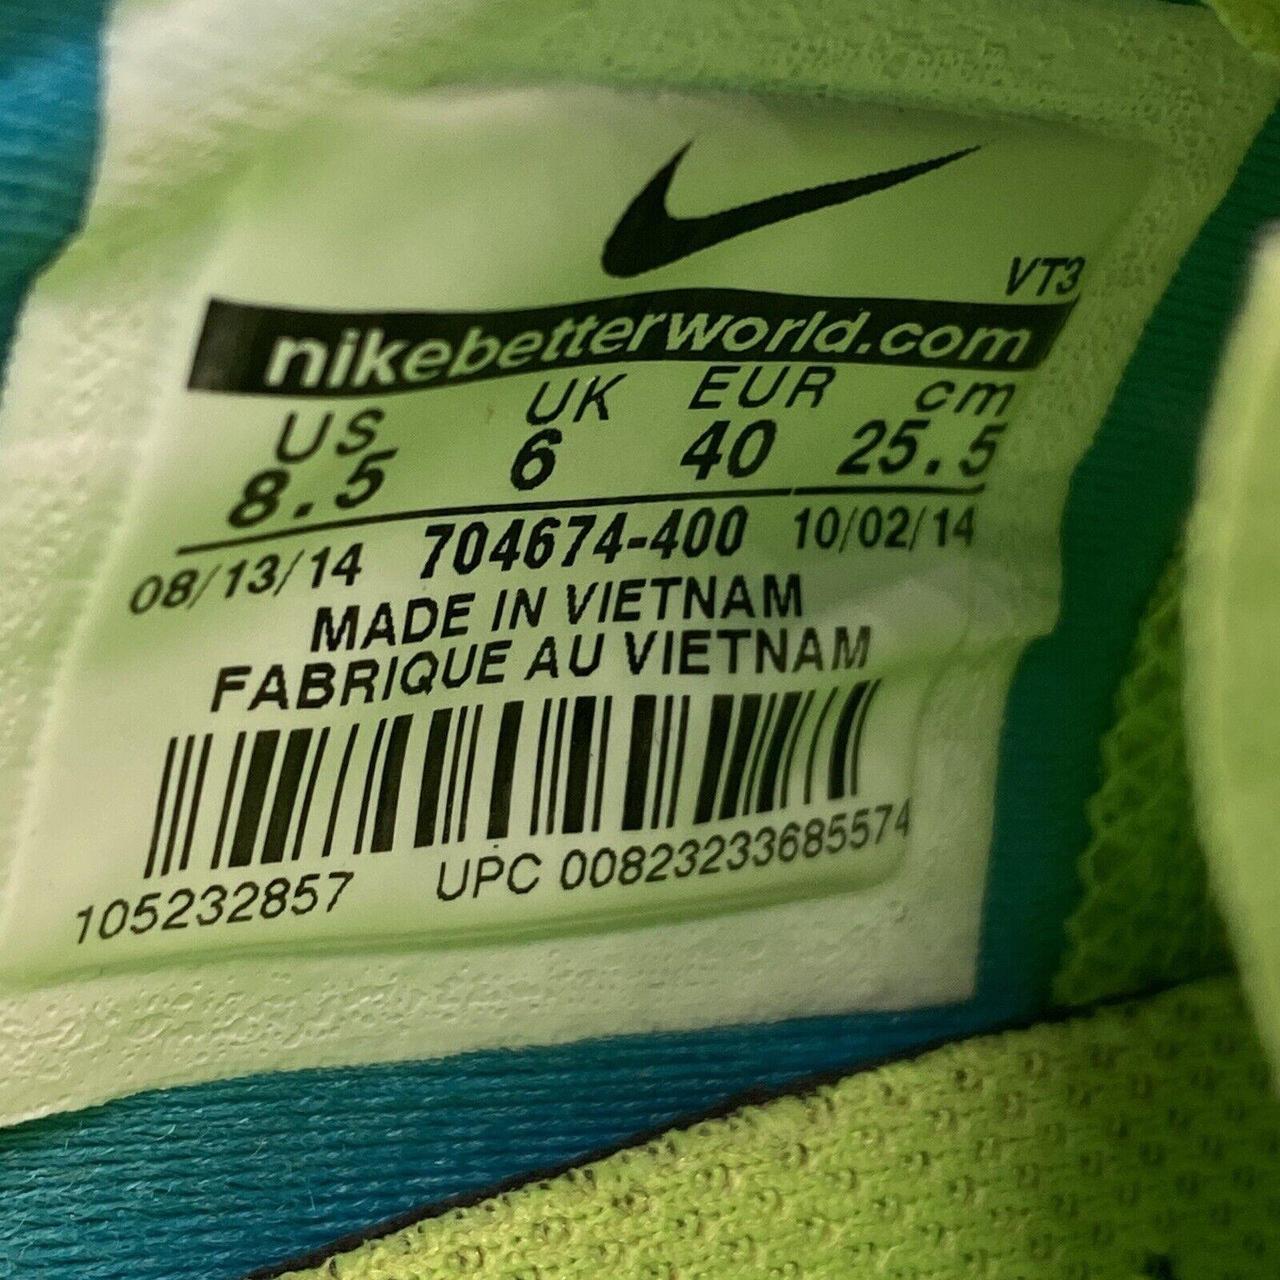 VT3
nikebetterworld.com
US UK EUR cm
8.5 6 40 25.5
08/13/14 704674-400 10/02/14
MADE IN VIETNAM
FABRIQUE AU VIETNAM
105232857 UPC 00823233685574